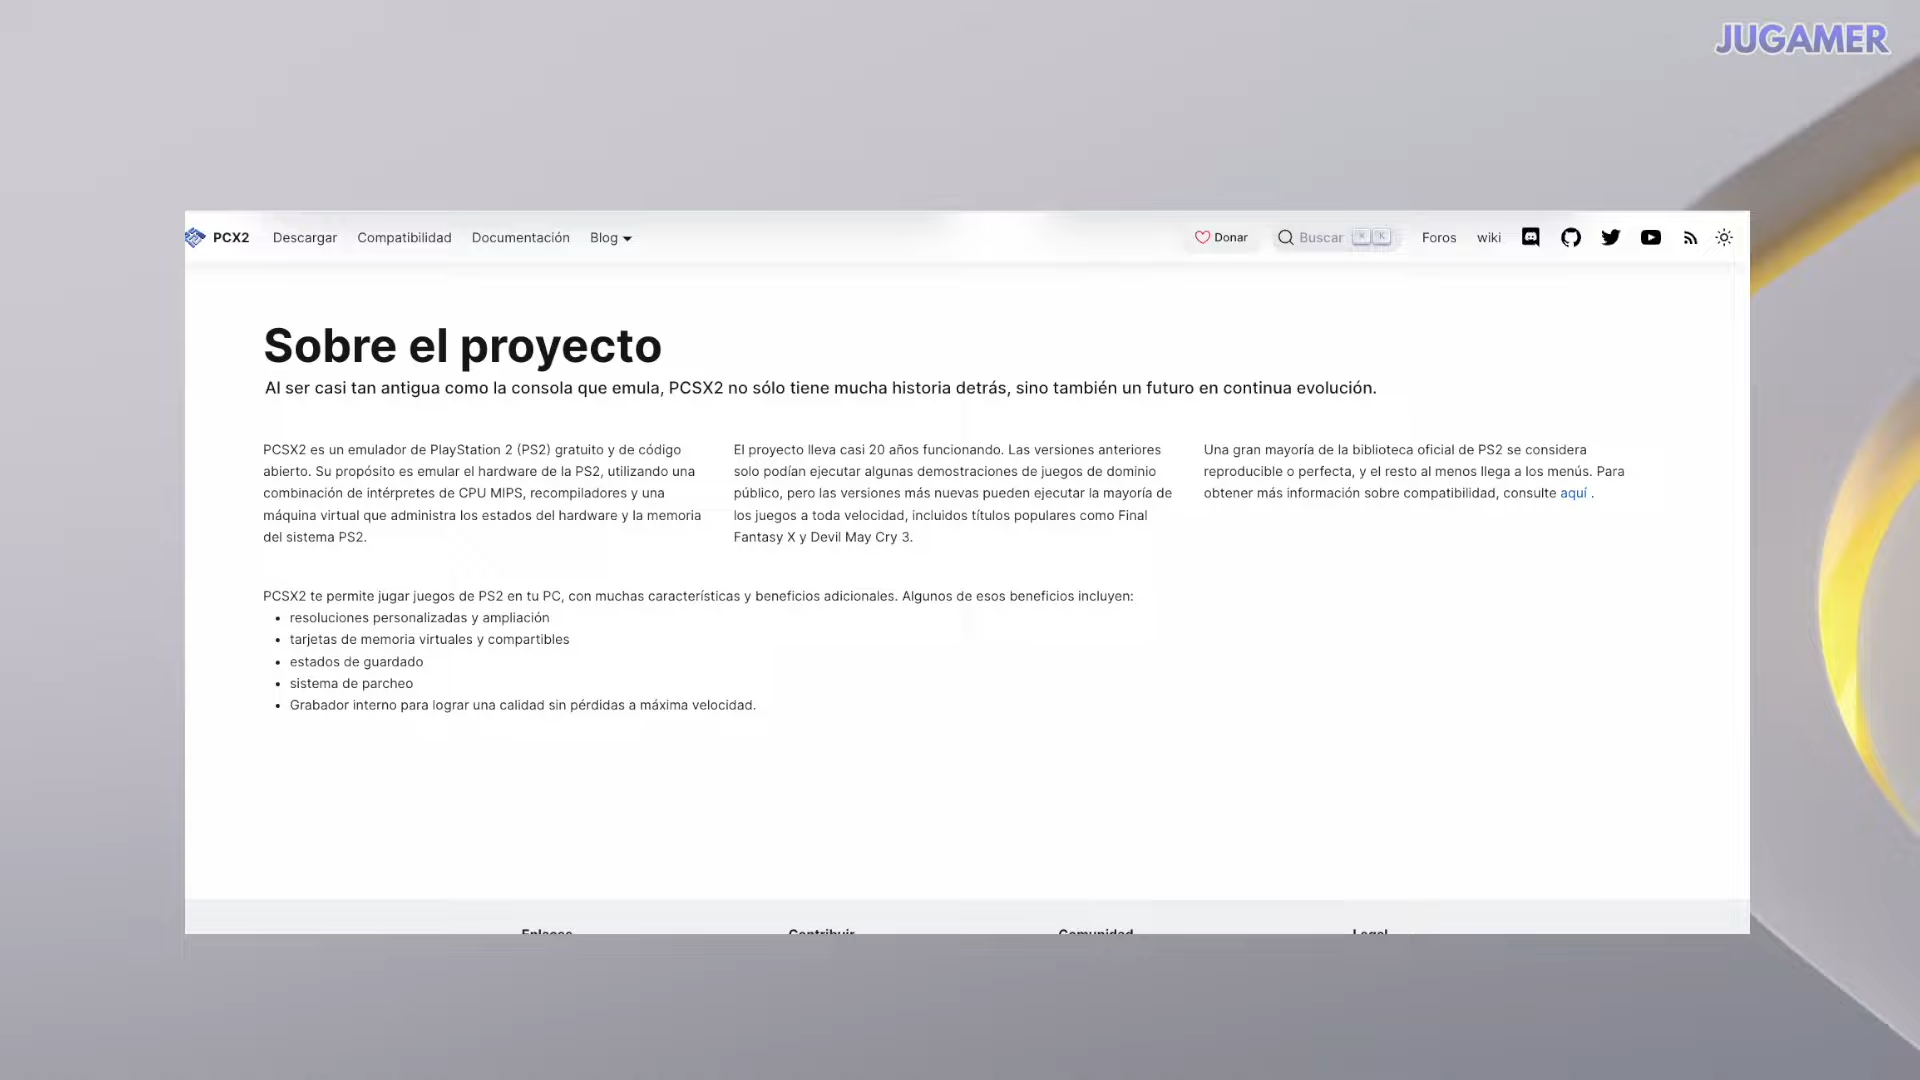 JUGAMER
PCX2 Descargar Compatibilidad Documentación Blog Donar Buscar K Foros wiki
Sobre el proyecto
Al ser casi tan antigua como la consola que emula, PCSX2 no sólo tiene mucha historia detrás, sino también un futuro en continua evolución.
PCSX2 es un emulador de PlayStation 2 (PS2) gratuito y de código
abierto. Su propósito es emular el hardware de la PS2, utilizando una
combinación de intérpretes de CPU MIPS, recompiladores y una
máquina virtual que administra los estados del hardware y la memoria
del sistema PS2.
El proyecto lleva casi 20 años funcionando. Las versiones anteriores
solo podían ejecutar algunas demostraciones de juegos de dominio
público, pero las versiones más nuevas pueden ejecutar la mayoría de
los juegos a toda velocidad, incluidos títulos populares como Final
Fantasy X y Devil May Cry 3.
Una gran mayoría de la biblioteca oficial de PS2 se considera
reproducible o perfecta, y el resto al menos llega a los menús. Para
obtener más información sobre compatibilidad, consulte aquí .
PCSX2 te permite jugar juegos de PS2 en tu PC, con muchas características y beneficios adicionales. Algunos de esos beneficios incluyen:
• resoluciones personalizadas y ampliación
• tarjetas de memoria virtuales y compartibles
• estados de guardado
• sistema de parcheo
• Grabador interno para lograr una calidad sin pérdidas a máxima velocidad.
Enlaces Contribuir Comunidad Legal